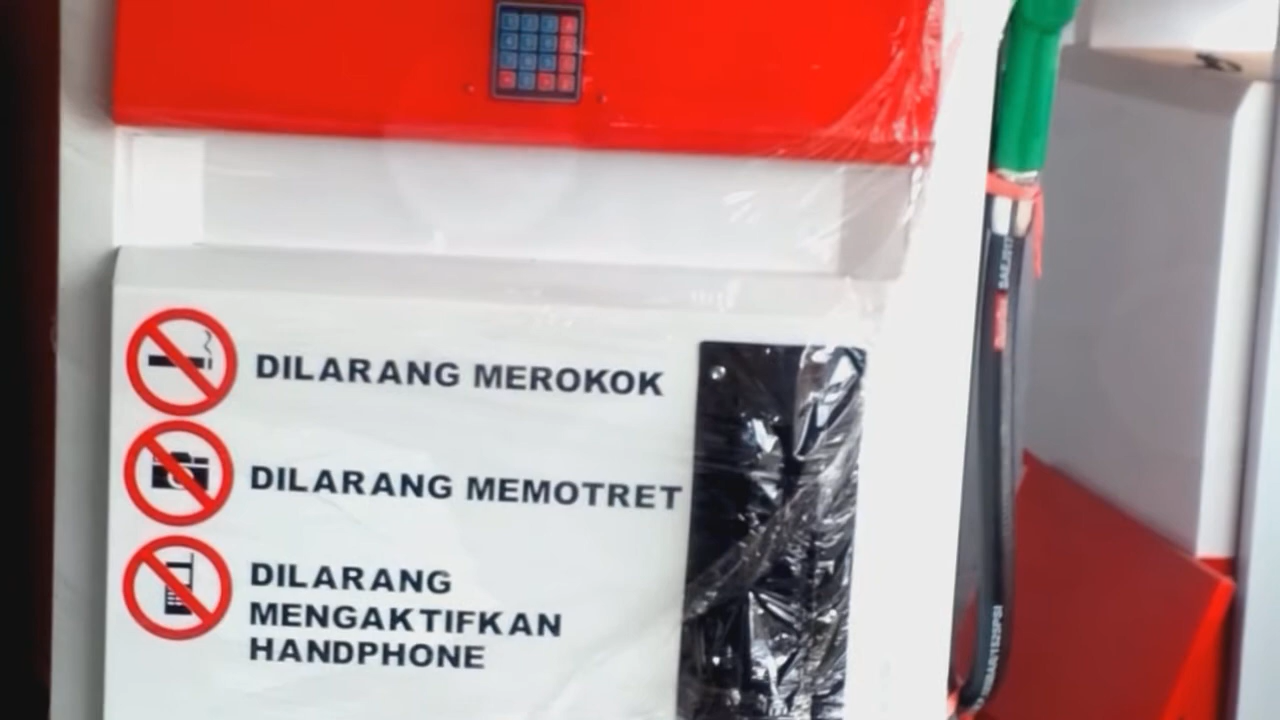 DILARANG MEROKOK
DILARANG MEMOTRET
DILARANG
MENGAKTIFKAN
HANDPHONE